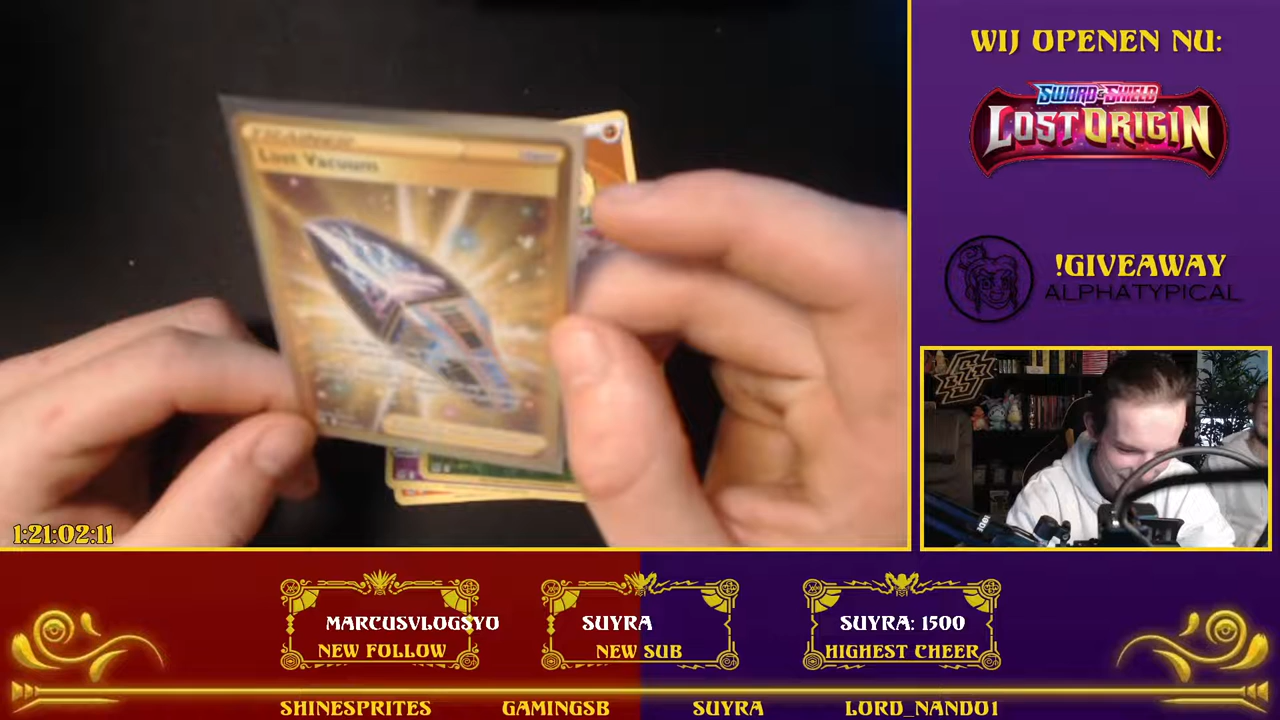 WIJ OPENEN NU:
SWORD & SHIELD
LOST ORIGIN
Lost Vacuum
!GIVEAWAY
ALPHATYPICAL
1:21:02:11
MARCUSVLOGSYO
NEW FOLLOW
SUYRA
NEW SUB
SUYRA: 1500
HIGHEST CHEER
SHINESPRITES
GAMINGSB
SUYRA
LORD_NANDO1